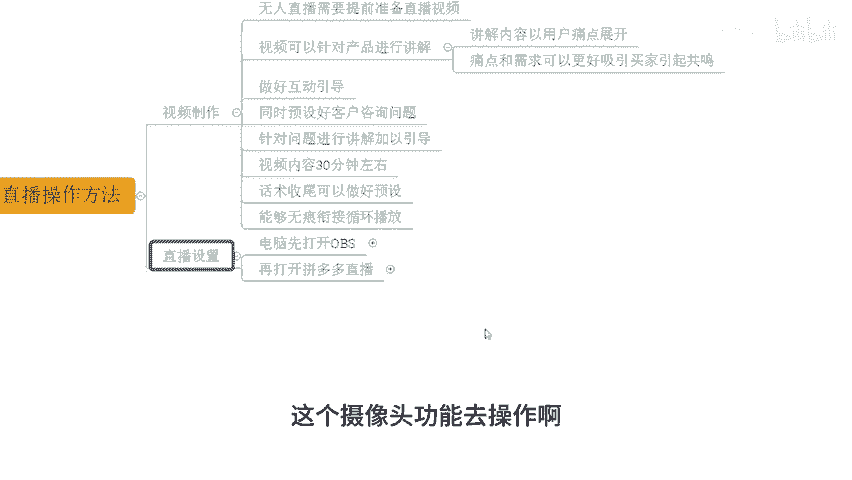 无人直播需要提前准备直播视频
讲解内容以用户痛点展开
视频可以针对产品进行讲解
痛点和需求可以更好吸引买家引起共鸣
做好互动引导
视频制作
同时预设好客户咨询问题
针对问题进行讲解加以引导
视频内容30分钟左右
直播操作方法
话术收尾可以做好预设
能够无痕衔接循环播放
电脑先打开OBS
直播设置
再打开拼多多直播
这个摄像头功能去操作啊